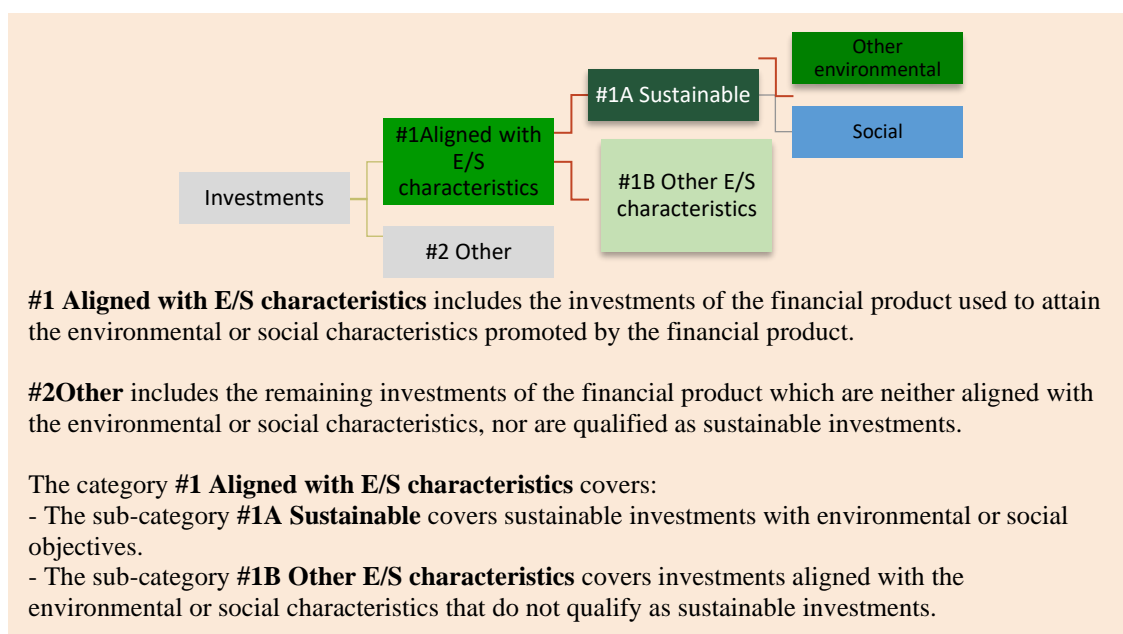 Other
environmental
#1A Sustainable
Social
#1Aligned with
E/S
characteristics
#1B Other E/S
characteristics
Investments
#2 Other
#1 Aligned with E/S characteristics includes the investments of the financial product used to attain
the environmental or social characteristics promoted by the financial product.
#2Other includes the remaining investments of the financial product which are neither aligned with
the environmental or social characteristics, nor are qualified as sustainable investments.
The category #1 Aligned with E/S characteristics covers:
- The sub-category #1A Sustainable covers sustainable investments with environmental or social
objectives.
- The sub-category #1B Other E/S characteristics covers investments aligned with the
environmental or social characteristics that do not qualify as sustainable investments.